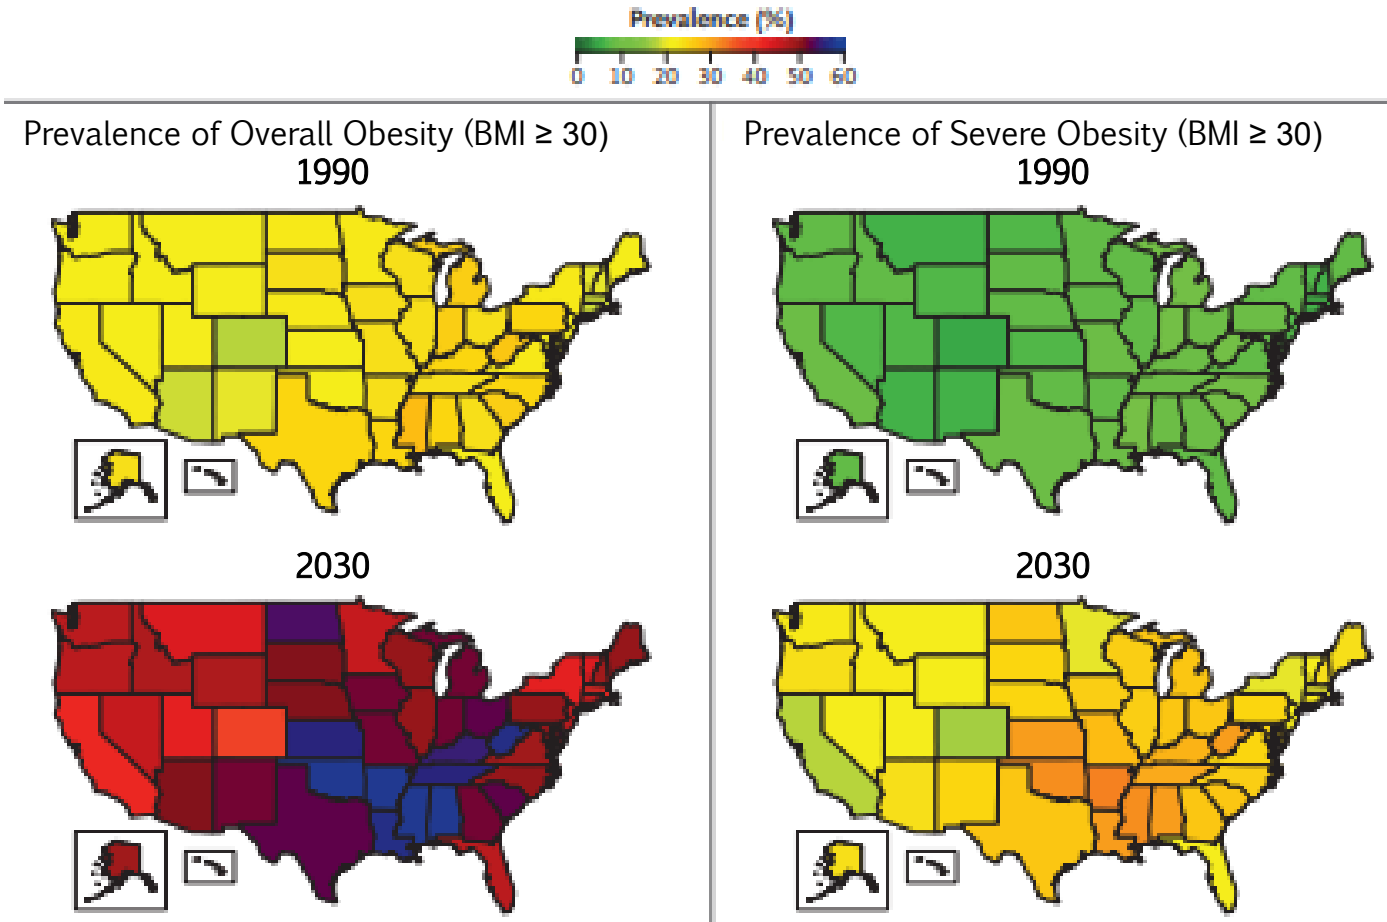 Prevalence (%)
0 10 20 30 40 50 60
Prevalence of Overall Obesity (BMI ≥ 30)
1990
2030
Prevalence of Severe Obesity (BMI ≥ 30)
1990
2030